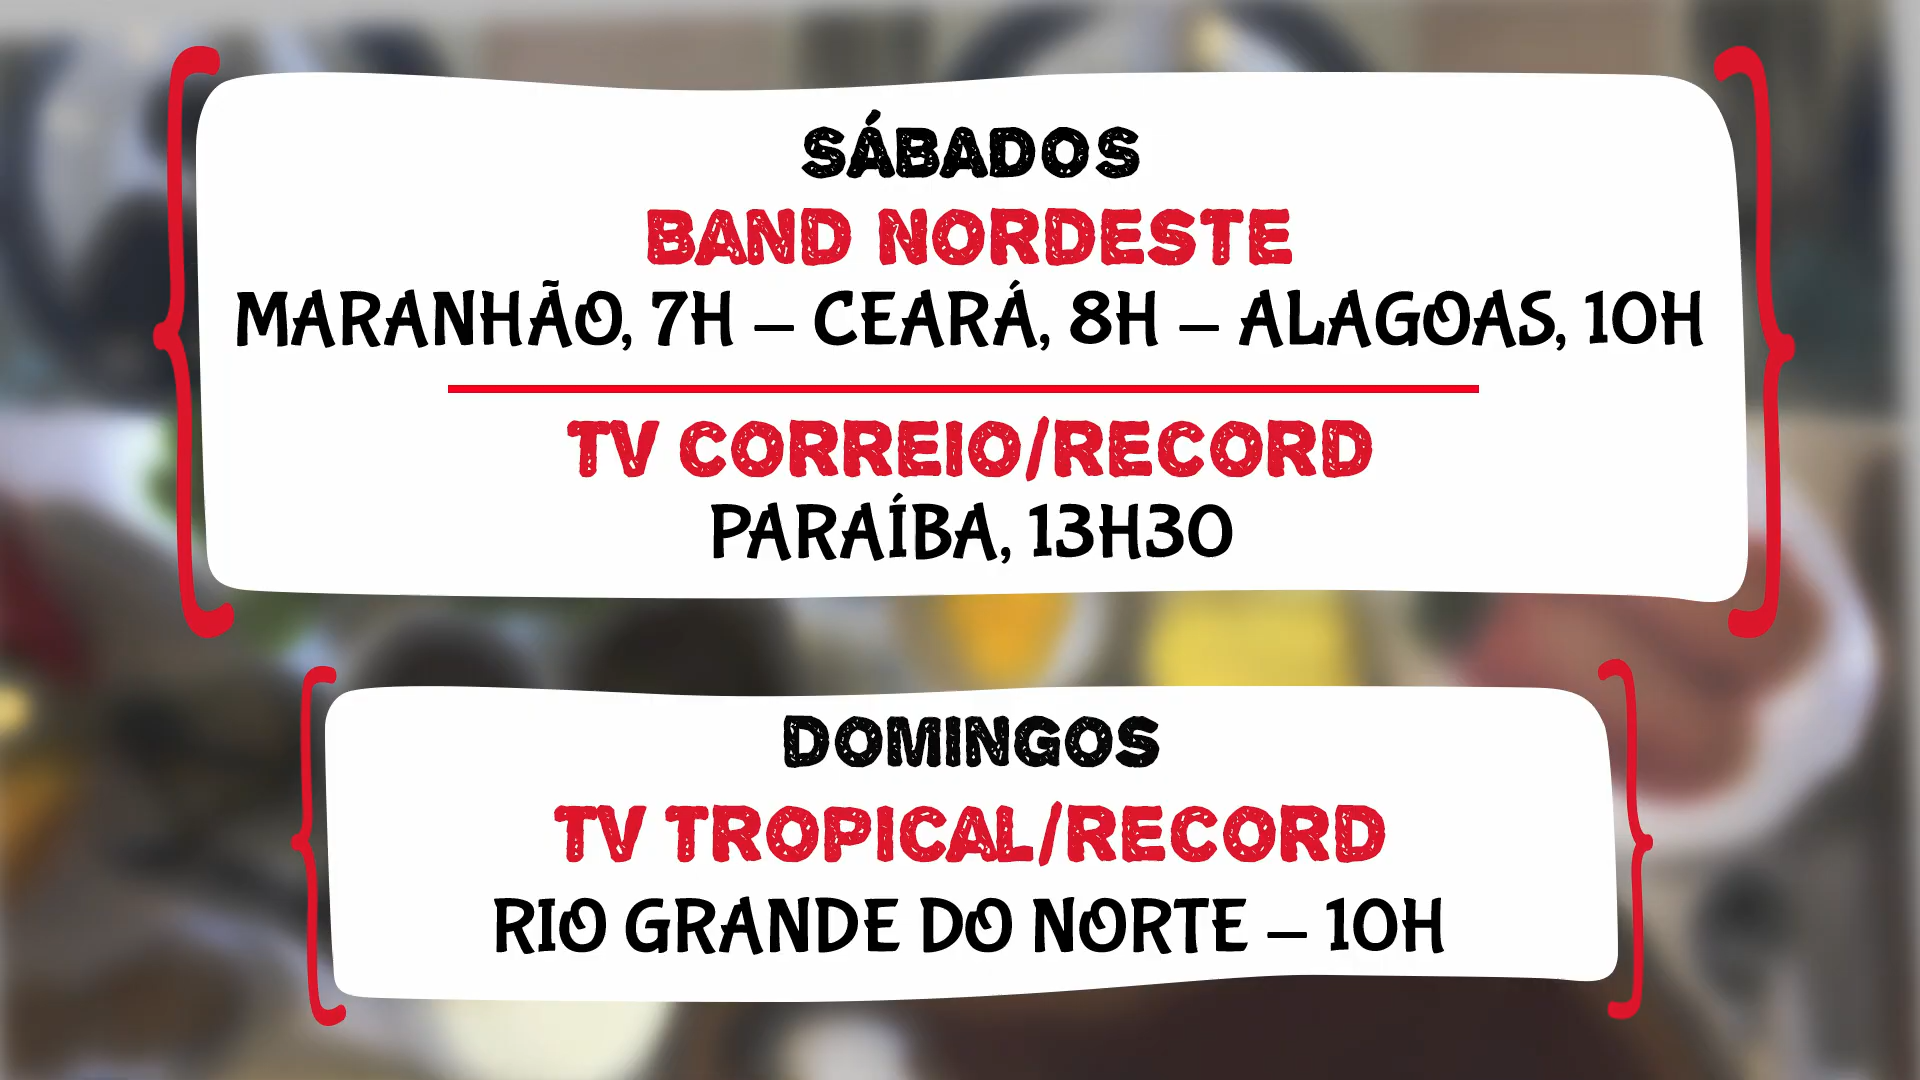 SÁBADOS
BAND NORDESTE
MARANHÃO, 7H – CEARÁ, 8H – ALAGOAS, 10H
TV CORREIO/RECORD
PARAÍBA, 13H30
DOMINGOS
TV TROPICAL/RECORD
RIO GRANDE DO NORTE – 10H